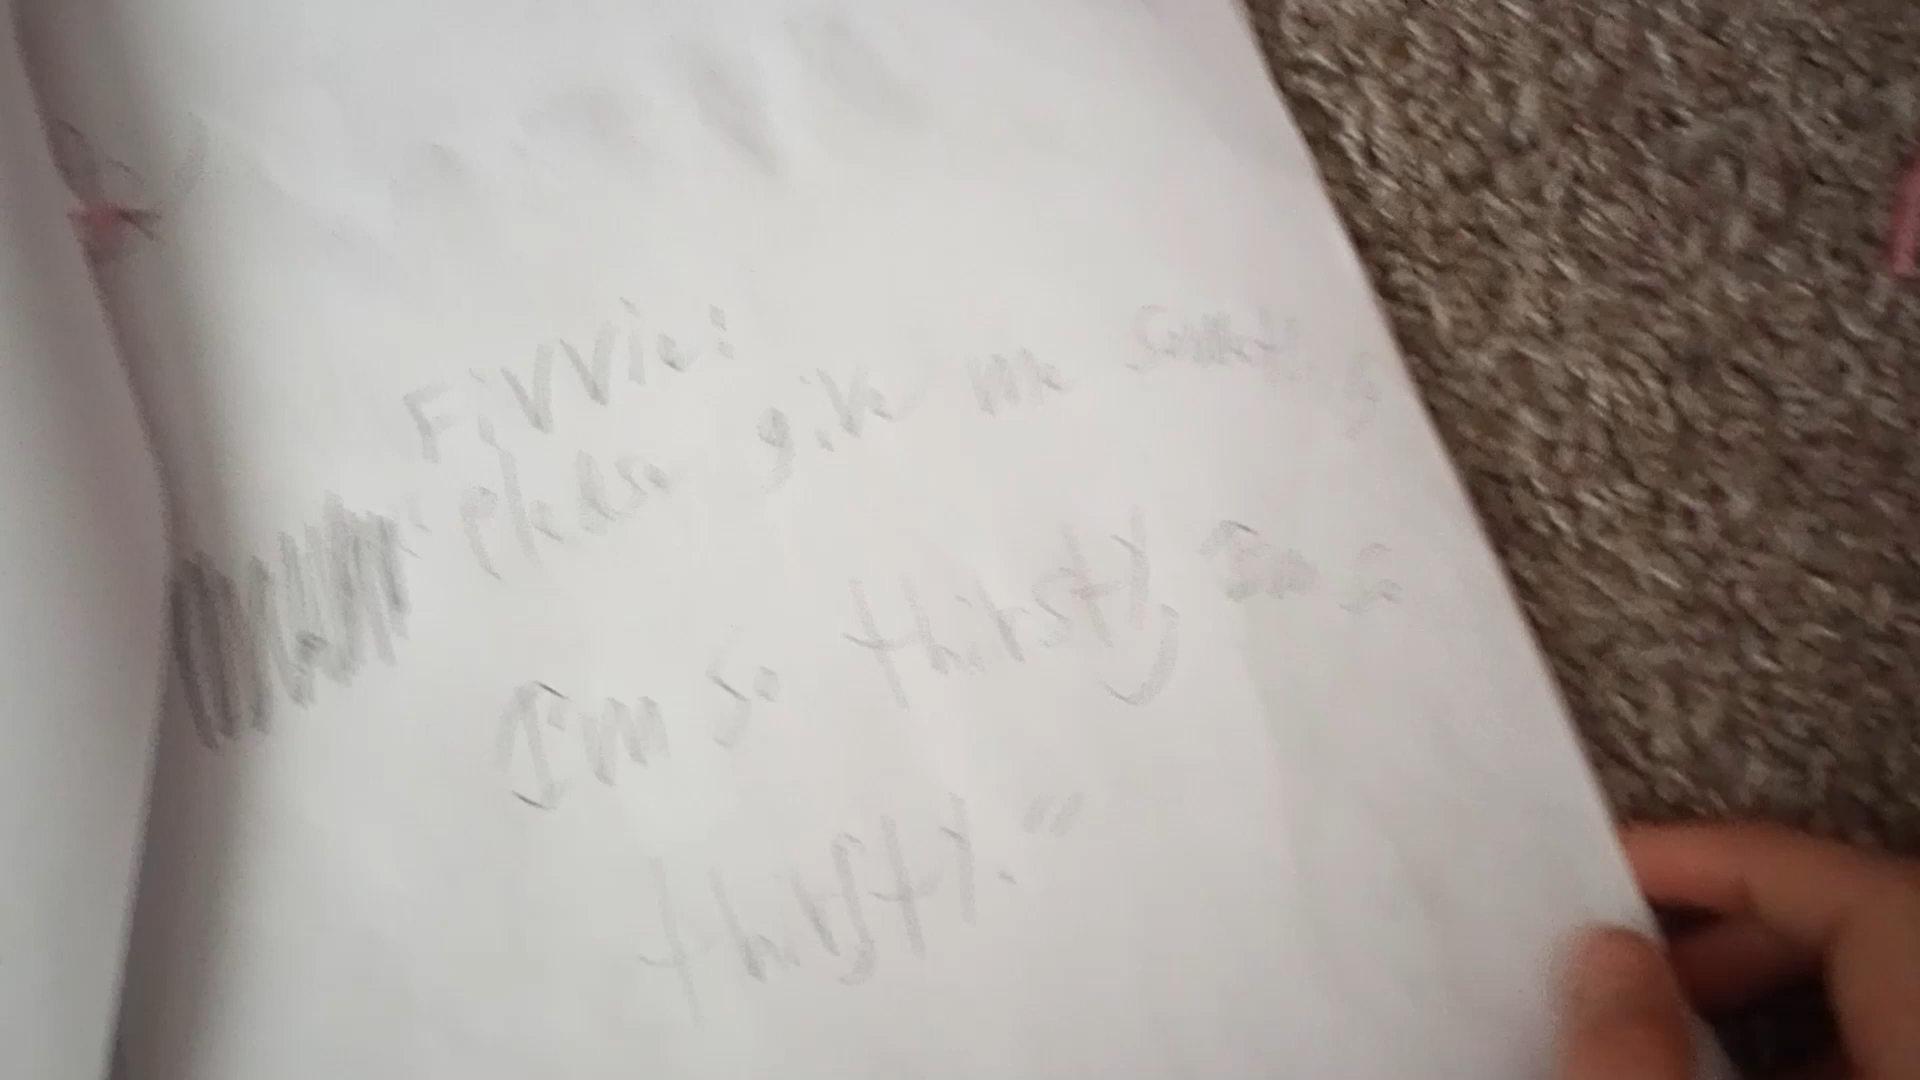 Fivvie:
please give me something
I'm so thirsty, I'm so
thirsty."